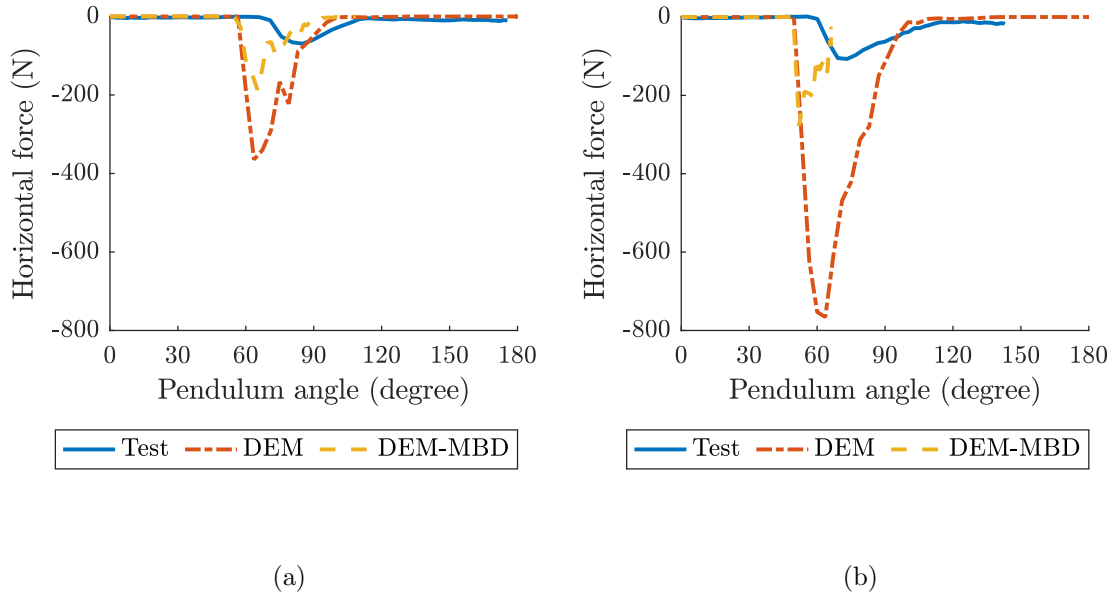 0
-200
-400
-600
-800
Horizontal force (N)
0 30 60 90 120 150 180
Pendulum angle (degree)
Test DEM DEM-MBD
(a)
0
-200
-400
-600
-800
Horizontal force (N)
0 30 60 90 120 150 180
Pendulum angle (degree)
Test DEM DEM-MBD
(b)